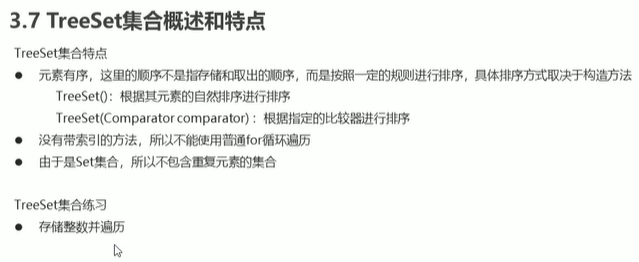 3.7 TreeSet集合概述和特点
TreeSet集合特点
● 元素有序，这里的顺序不是指存储和取出的顺序，而是按照一定的规则进行排序，具体排序方式取决于构造方法
TreeSet()：根据其元素的自然排序进行排序
TreeSet(Comparator comparator) ：根据指定的比较器进行排序
● 没有带索引的方法，所以不能使用普通for循环遍历
● 由于是Set集合，所以不包含重复元素的集合
TreeSet集合练习
● 存储整数并遍历